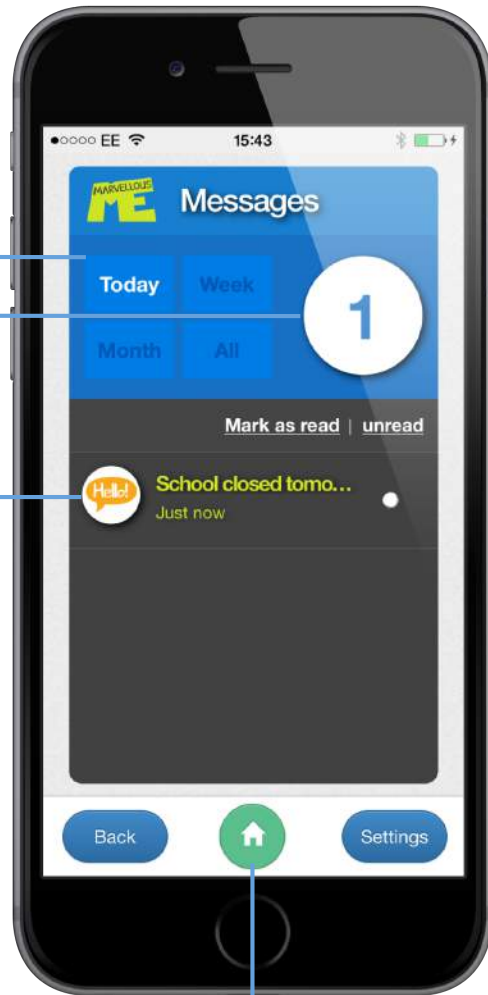 EE 15:43
MARVELLOUS
ME Messages
Today Week
1
Month All
Mark as read | unread
Hello! School closed tomo...
Just now
Back Settings